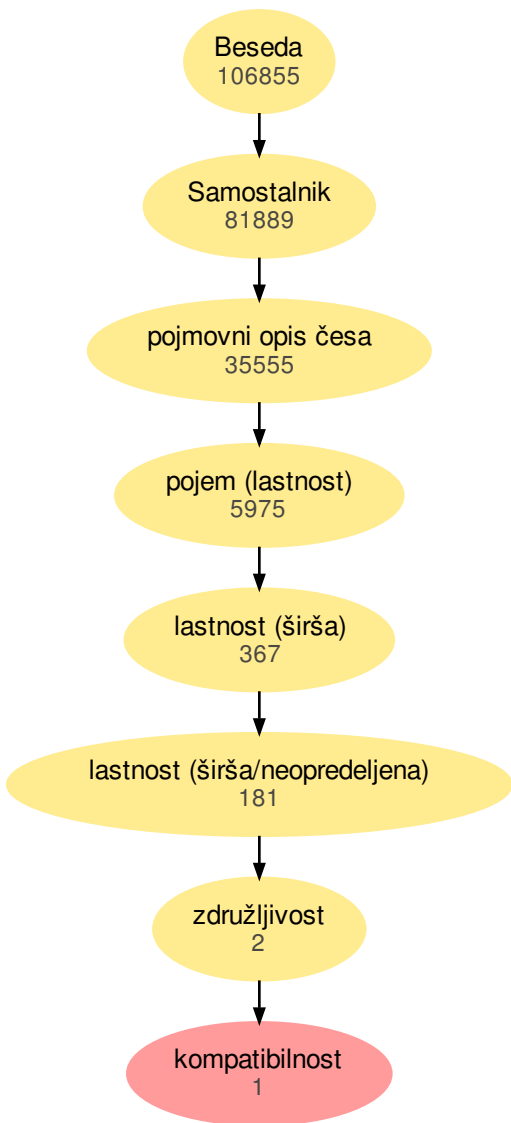 Beseda
106855
Samostalnik
81889
pojmovni opis česa
35555
pojem (lastnost)
5975
lastnost (širša)
367
lastnost (širša/neopredeljena)
181
združljivost
2
kompatibilnost
1